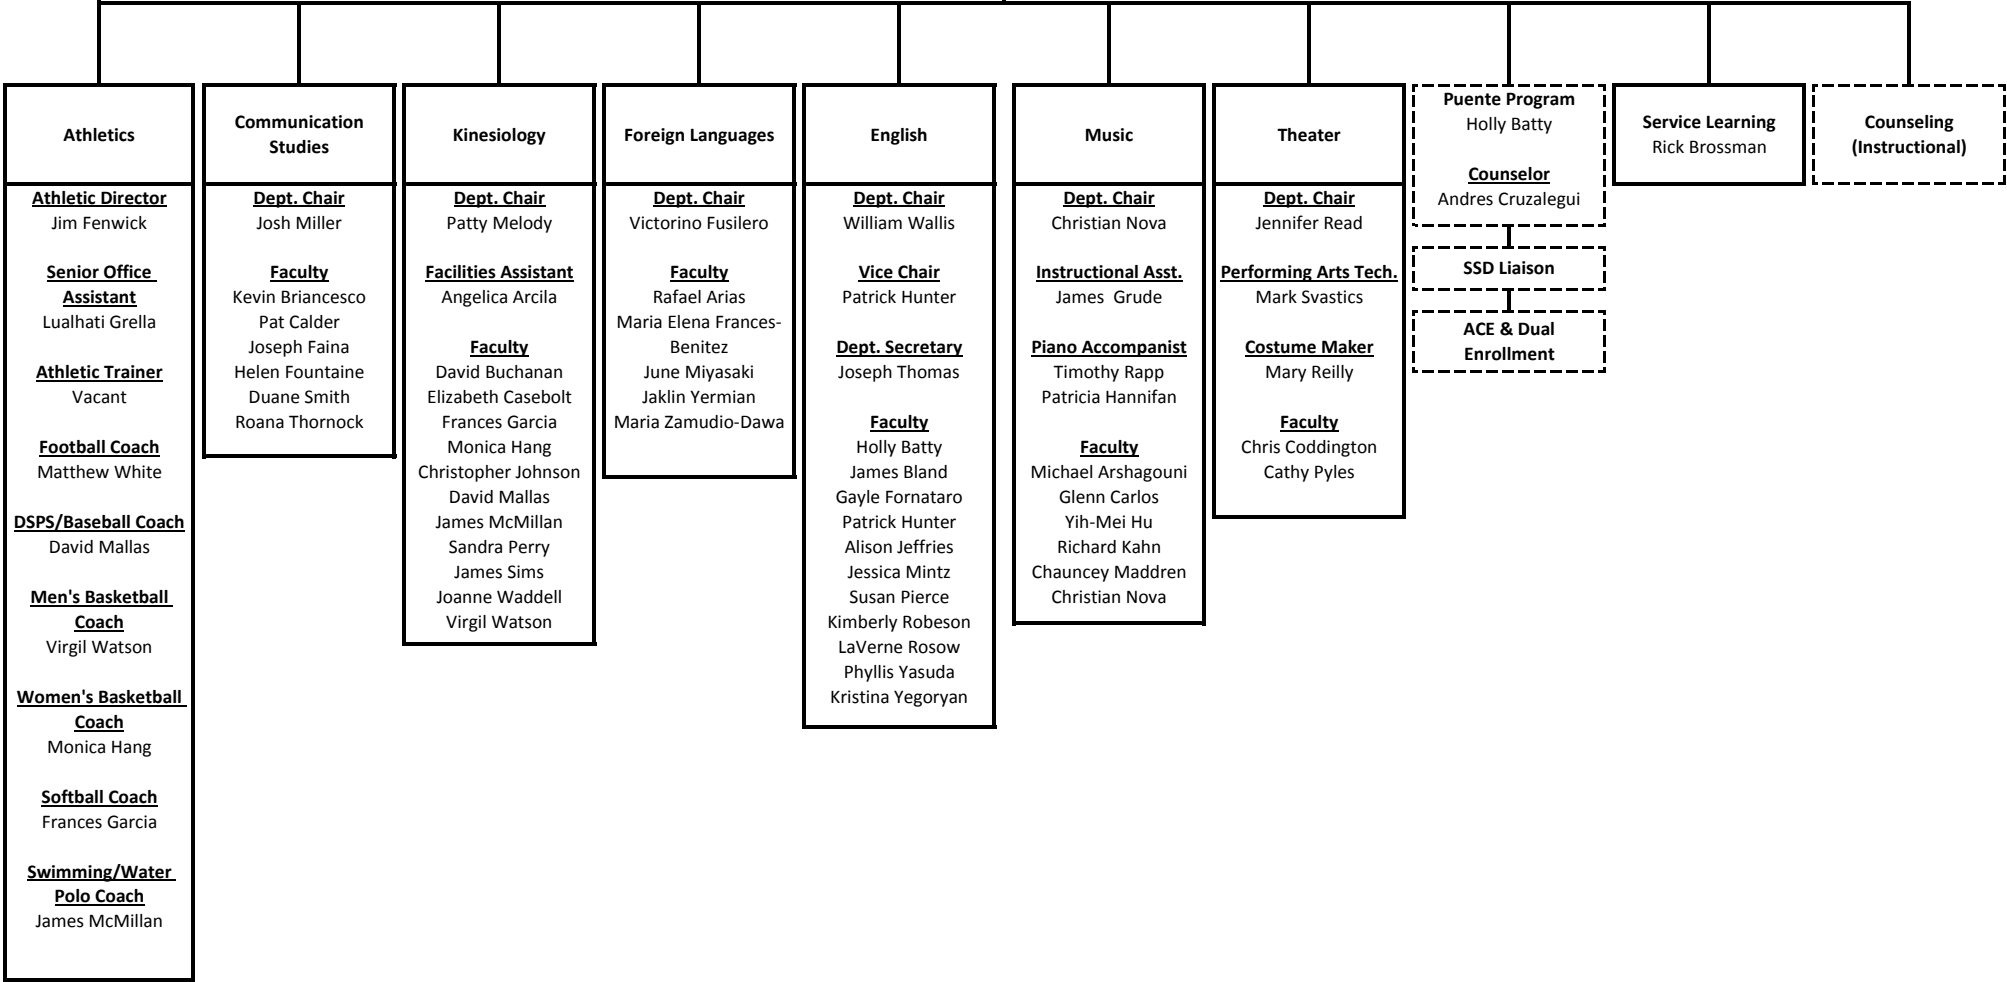 Athletics
Athletic Director
Jim Fenwick
Senior Office
Assistant
Lualhati Grella
Athletic Trainer
Vacant
Football Coach
Matthew White
DSPS/Baseball Coach
David Mallas
Men's Basketball
Coach
Virgil Watson
Women's Basketball
Coach
Monica Hang
Softball Coach
Frances Garcia
Swimming/Water
Polo Coach
James McMillan
Communication
Studies
Dept. Chair
Josh Miller
Faculty
Kevin Briancesco
Pat Calder
Joseph Faina
Helen Fountaine
Duane Smith
Roana Thornock
Kinesiology
Dept. Chair
Patty Melody
Facilities Assistant
Angelica Arcila
Faculty
David Buchanan
Elizabeth Casebolt
Frances Garcia
Monica Hang
Christopher Johnson
David Mallas
James McMillan
Sandra Perry
James Sims
Joanne Waddell
Virgil Watson
Foreign Languages
Dept. Chair
Victorino Fusilero
Faculty
Rafael Arias
Maria Elena Frances-
Benitez
June Miyasaki
Jaklin Yermian
Maria Zamudio-Dawa
English
Dept. Chair
William Wallis
Vice Chair
Patrick Hunter
Dept. Secretary
Joseph Thomas
Faculty
Holly Batty
James Bland
Gayle Fornataro
Patrick Hunter
Alison Jeffries
Jessica Mintz
Susan Pierce
Kimberly Robeson
LaVerne Rosow
Phyllis Yasuda
Kristina Yegoryan
Music
Dept. Chair
Christian Nova
Instructional Asst.
James Grude
Piano Accompanist
Timothy Rapp
Patricia Hannifan
Faculty
Michael Arshagouni
Glenn Carlos
Yih-Mei Hu
Richard Kahn
Chauncey Maddren
Christian Nova
Theater
Dept. Chair
Jennifer Read
Performing Arts Tech.
Mark Svastics
Costume Maker
Mary Reilly
Faculty
Chris Coddington
Cathy Pyles
Puente Program
Holly Batty
Counselor
Andres Cruzalegui
SSD Liaison
ACE & Dual
Enrollment
Service Learning
Rick Brossman
Counseling
(Instructional)